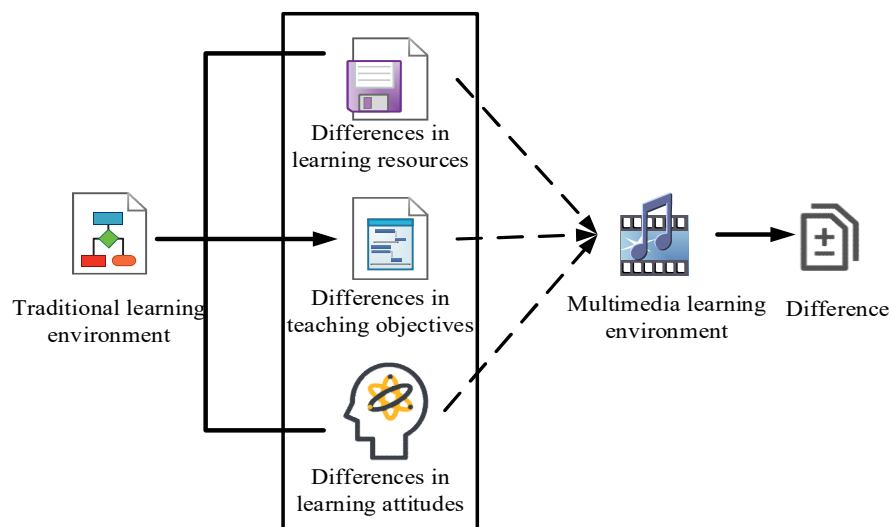 Differences in
learning resources
Traditional learning
environment
Differences in
teaching objectives
Multimedia learning
environment
Difference
Differences in
learning attitudes